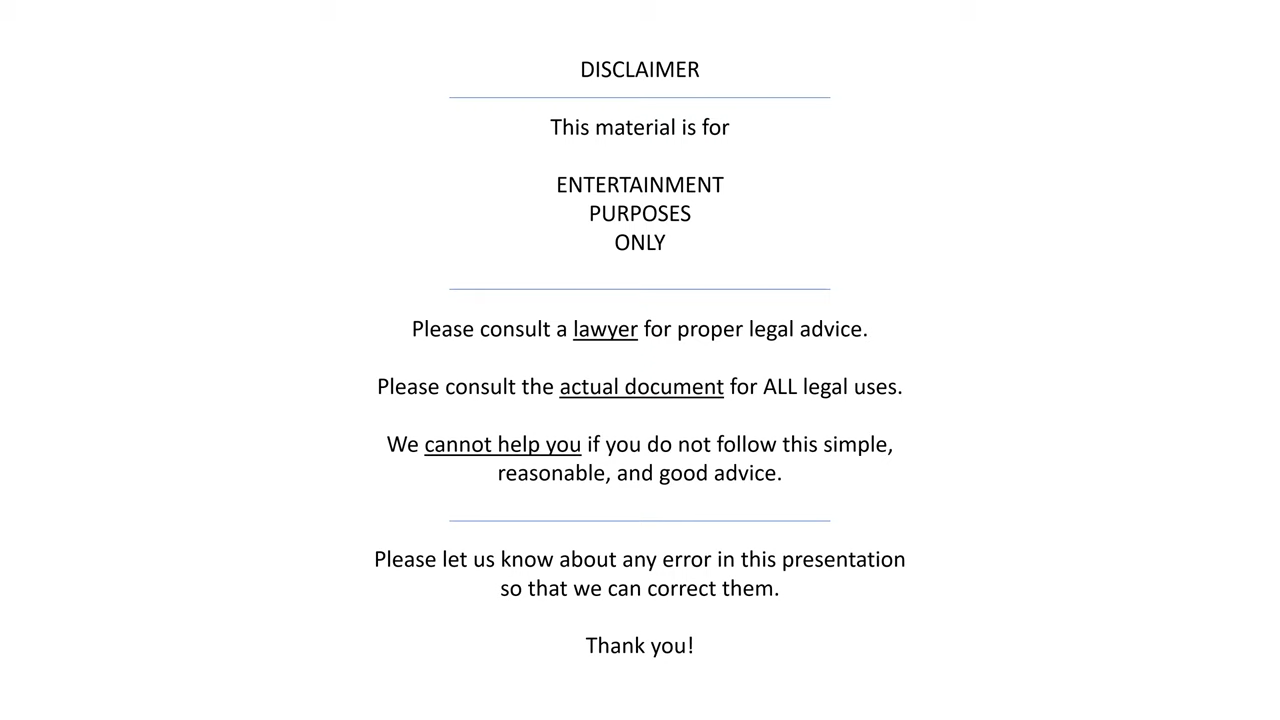 DISCLAIMER
This material is for
ENTERTAINMENT
PURPOSES
ONLY
Please consult a lawyer for proper legal advice.
Please consult the actual document for ALL legal uses.
We cannot help you if you do not follow this simple,
reasonable, and good advice.
Please let us know about any error in this presentation
so that we can correct them.
Thank you!